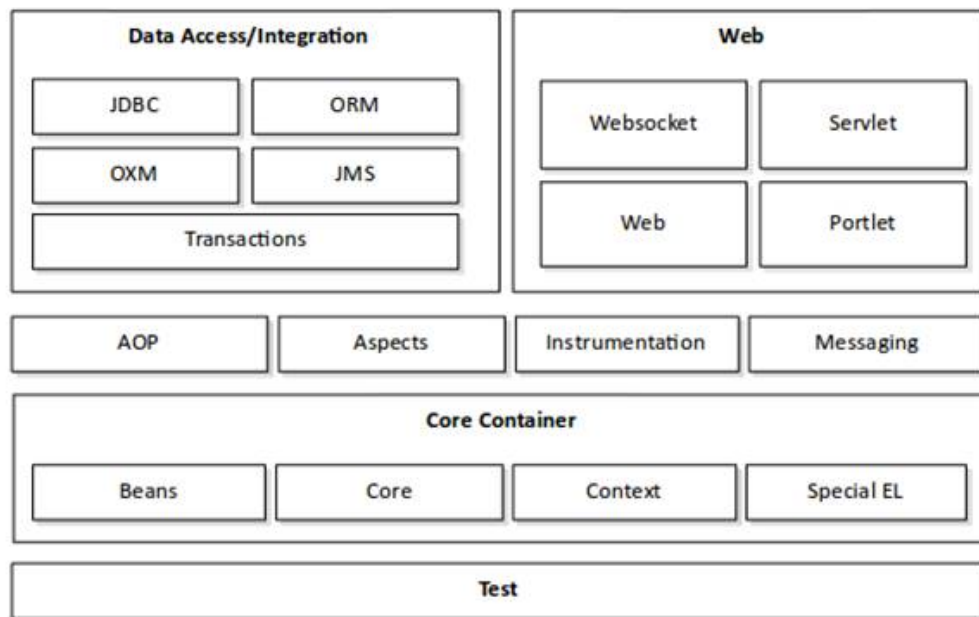 Data Access/Integration
JDBC
ORM
OXM
JMS
Transactions
Web
Websocket
Servlet
Web
Portlet
AOP
Aspects
Instrumentation
Messaging
Core Container
Beans
Core
Context
Special EL
Test